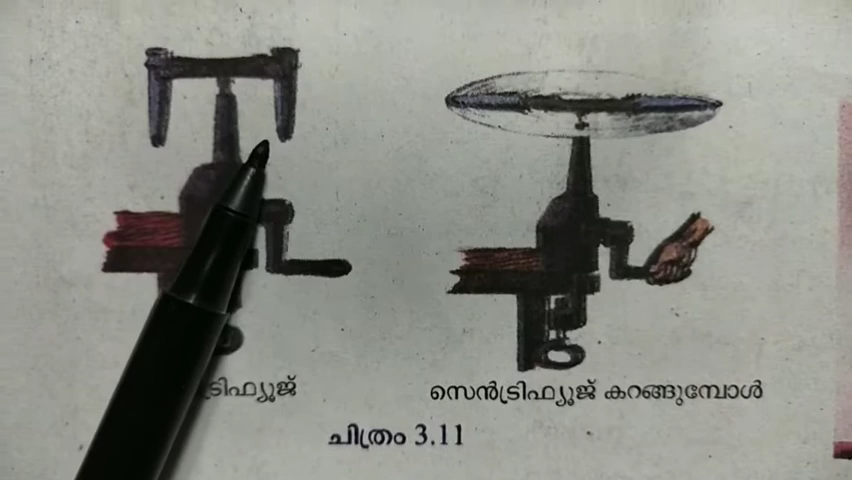 ട്രിഫ്യൂജ്
സെൻട്രിഫ്യൂജ് കറങ്ങുമ്പോൾ
ചിത്രം 3.11